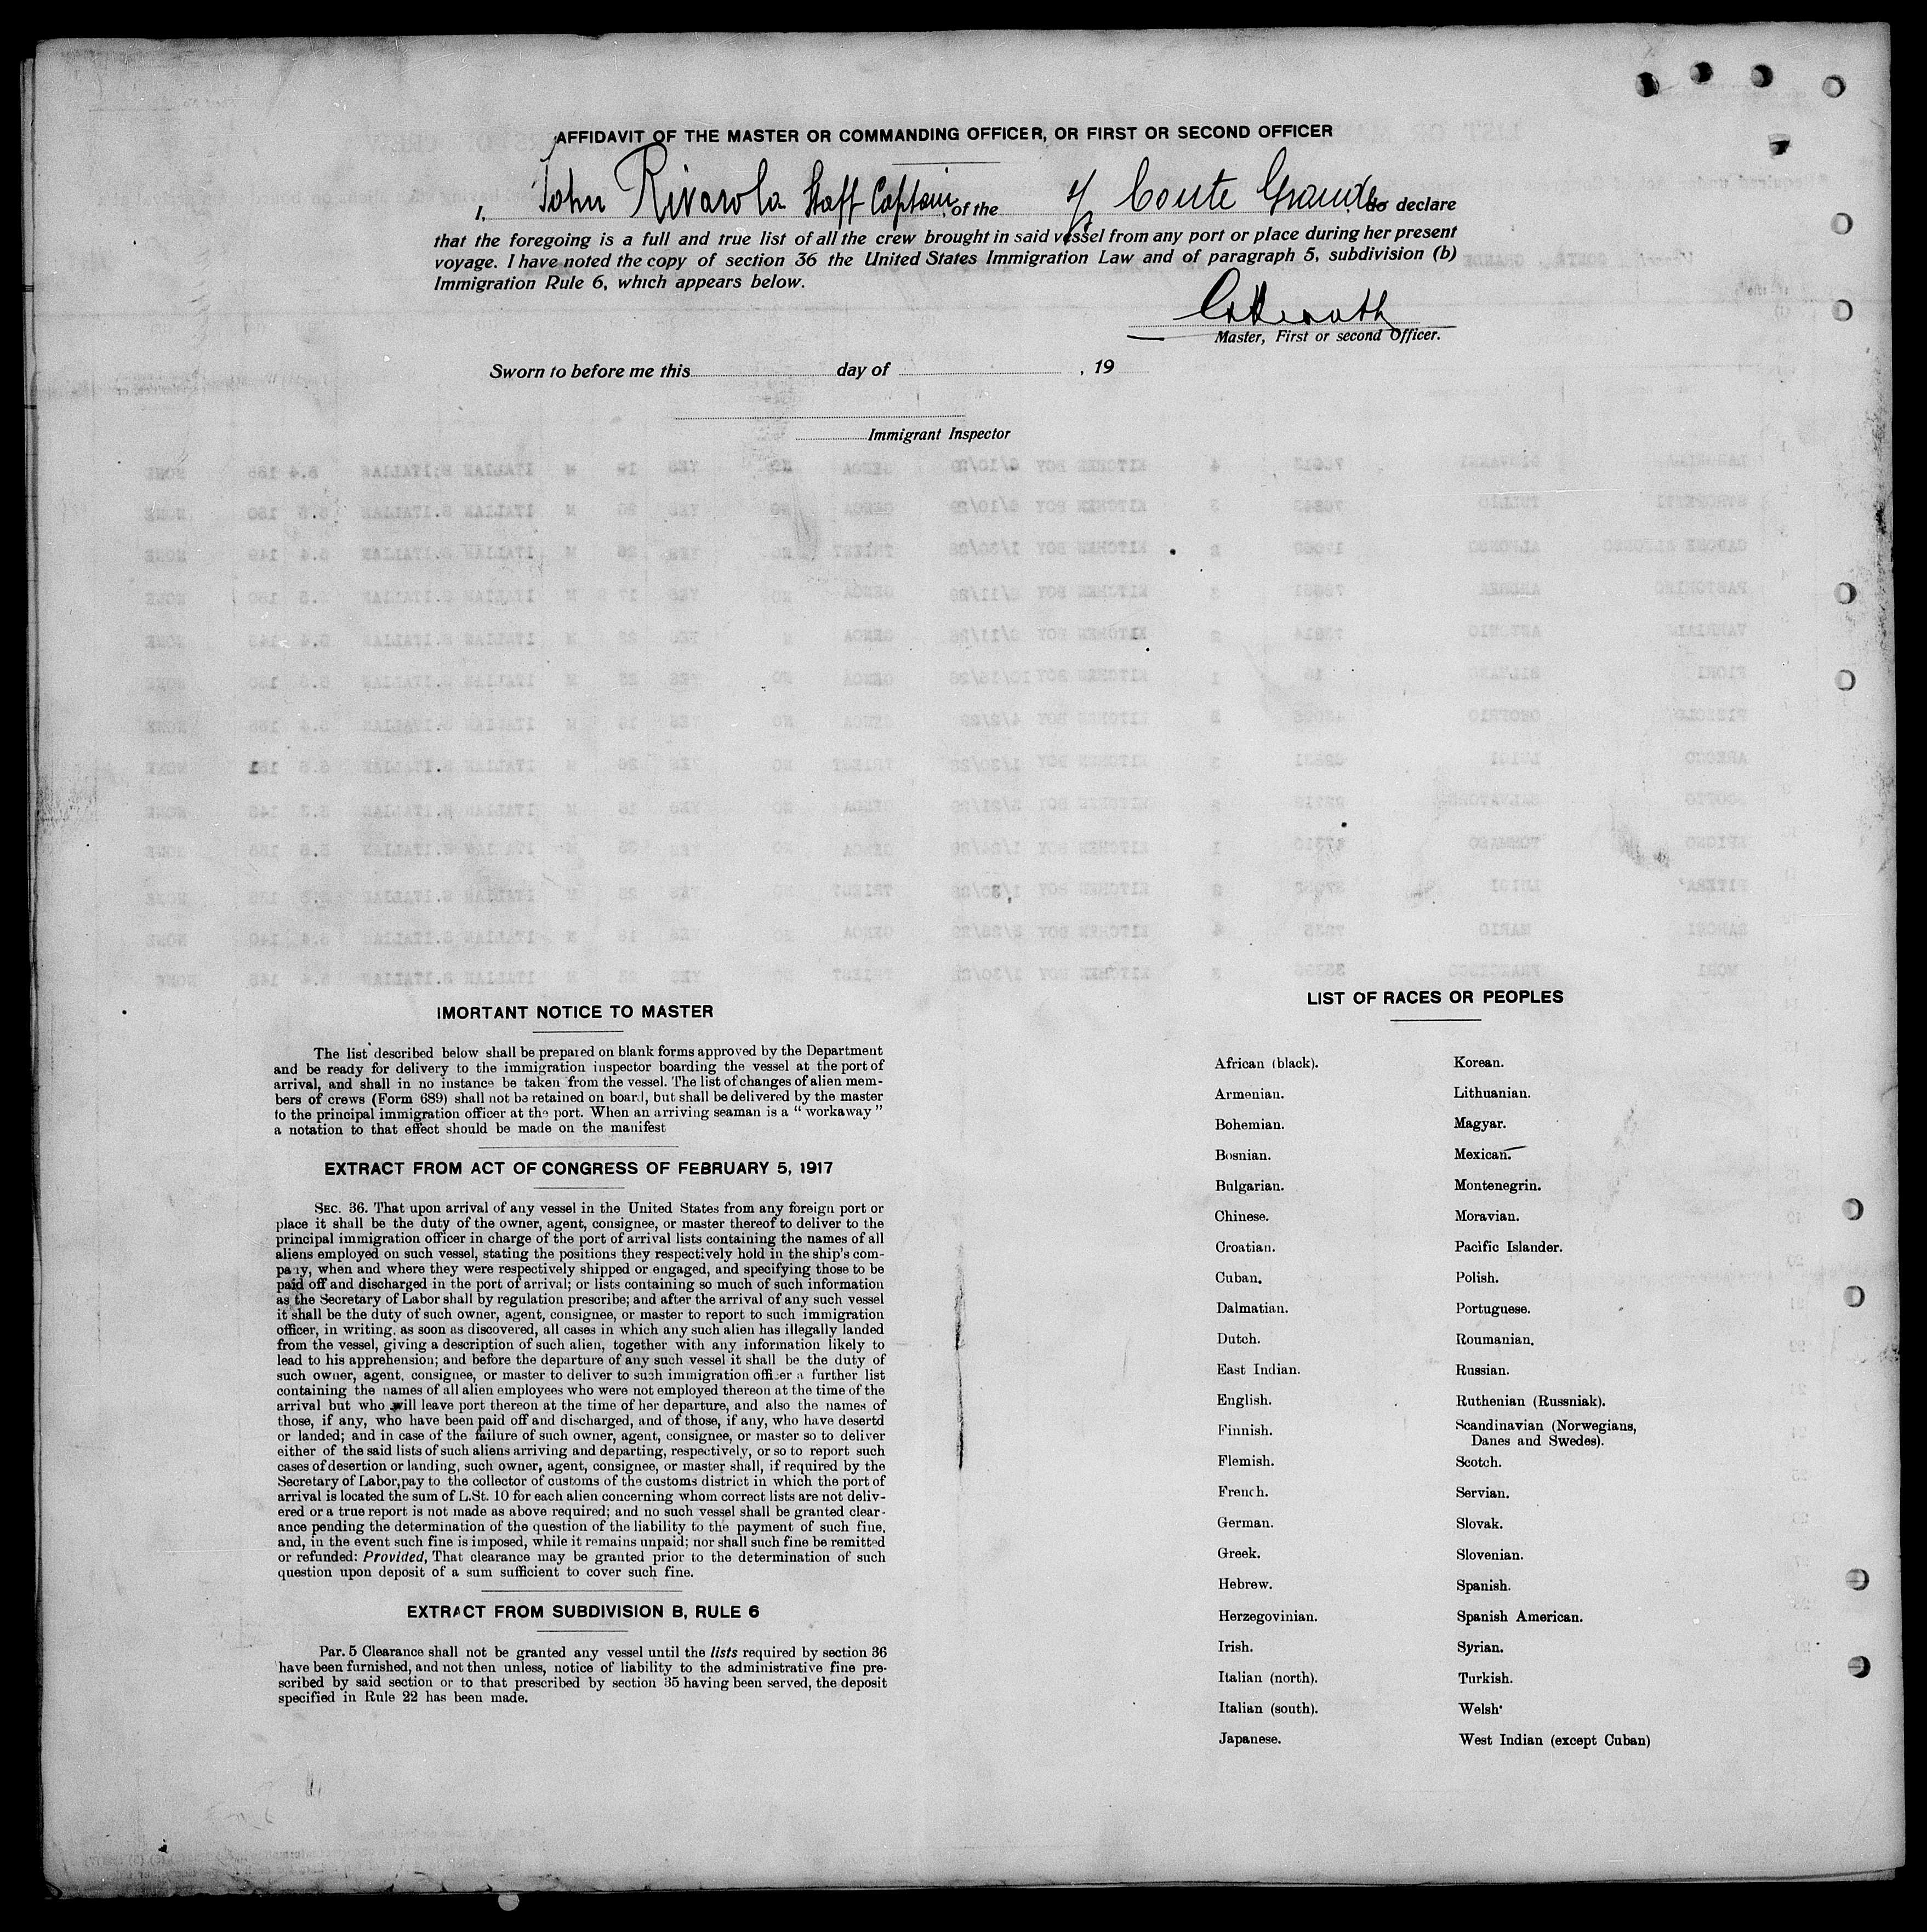 AFFIDAVIT OF THE MASTER OR COMMANDING OFFICER, OR FIRST OR SECOND OFFICER
I, John Rivarola Staff Captain of the S/S Conte Grande do declare
that the foregoing is a full and true list of all the crew brought in said vessel from any port or place during her present
voyage. I have noted the copy of section 36 the United States Immigration Law and of paragraph 5, subdivision (b)
Immigration Rule 6, which appears below.
Master, First or second Officer.
Sworn to before me this day of , 19
Immigrant Inspector
IMORTANT NOTICE TO MASTER
The list described below shall be prepared on blank forms approved by the Department
and be ready for delivery to the immigration inspector boarding the vessel at the port of
arrival, and shall in no instance be taken from the vessel. The list of changes of alien mem-
bers of crews (Form 689) shall not be retained on board, but shall be delivered by the master
to the principal immigration officer at the port. When an arriving seaman is a “ workaway ”
a notation to that effect should be made on the manifest
EXTRACT FROM ACT OF CONGRESS OF FEBRUARY 5, 1917
SEC. 36. That upon arrival of any vessel in the United States from any foreign port or
place it shall be the duty of the owner, agent, consignee, or master thereof to deliver to the
principal immigration officer in charge of the port of arrival lists containing the names of all
aliens employed on such vessel, stating the positions they respectively hold in the ship's com-
pany, when and where they were respectively shipped or engaged, and specifying those to be
paid off and discharged in the port of arrival; or lists containing so much of such information
as the Secretary of Labor shall by regulation prescribe; and after the arrival of any such vessel
it shall be the duty of such owner, agent, consignee, or master to report to such immigration
officer, in writing, as soon as discovered, all cases in which any such alien has illegally landed
from the vessel, giving a description of such alien, together with any information likely to
lead to his apprehension; and before the departure of any such vessel it shall be the duty of
such owner, agent, consignee, or master to deliver to such immigration officer a further list
containing the names of all alien employees who were not employed thereon at the time of the
arrival but who will leave port thereon at the time of her departure, and also the names of
those, if any, who have been paid off and discharged, and of those, if any, who have desertd
or landed; and in case of the failure of such owner, agent, consignee, or master so to deliver
either of the said lists of such aliens arriving and departing, respectively, or so to report such
cases of desertion or landing, such owner, agent, consignee, or master shall, if required by the
Secretary of Labor, pay to the collector of customs of the customs district in which the port of
arrival is located the sum of L.St. 10 for each alien concerning whom correct lists are not deliv-
ered or a true report is not made as above required; and no such vessel shall be granted clear-
ance pending the determination of the question of the liability to the payment of such fine,
and, in the event such fine is imposed, while it remains unpaid; nor shall such fine be remitted
or refunded: Provided, That clearance may be granted prior to the determination of such
question upon deposit of a sum sufficient to cover such fine.
EXTRACT FROM SUBDIVISION B, RULE 6
Par. 5 Clearance shall not be granted any vessel until the lists required by section 36
have been furnished, and not then unless, notice of liability to the administrative fine pre-
scribed by said section or to that prescribed by section 35 having been served, the deposit
specified in Rule 22 has been made.
LIST OF RACES OR PEOPLES
African (black).
Armenian.
Bohemian.
Bosnian.
Bulgarian.
Chinese.
Croatian.
Cuban.
Dalmatian.
Dutch.
East Indian.
English.
Finnish.
Flemish.
French.
German.
Greek.
Hebrew.
Herzegovinian.
Irish.
Italian (north).
Italian (south).
Japanese.
Korean.
Lithuanian.
Magyar.
Mexican.
Montenegrin.
Moravian.
Pacific Islander.
Polish.
Portuguese.
Roumanian.
Russian.
Ruthenian (Russniak).
Scandinavian (Norwegians,
Danes and Swedes).
Scotch.
Servian.
Slovak.
Slovenian.
Spanish.
Spanish American.
Syrian.
Turkish.
Welsh
West Indian (except Cuban)